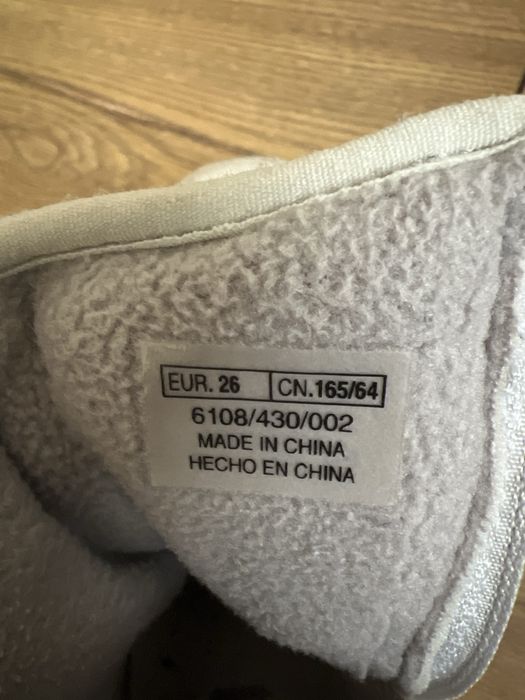 EUR. 26 CN.165/64
6108/430/002
MADE IN CHINA
HECHO EN CHINA